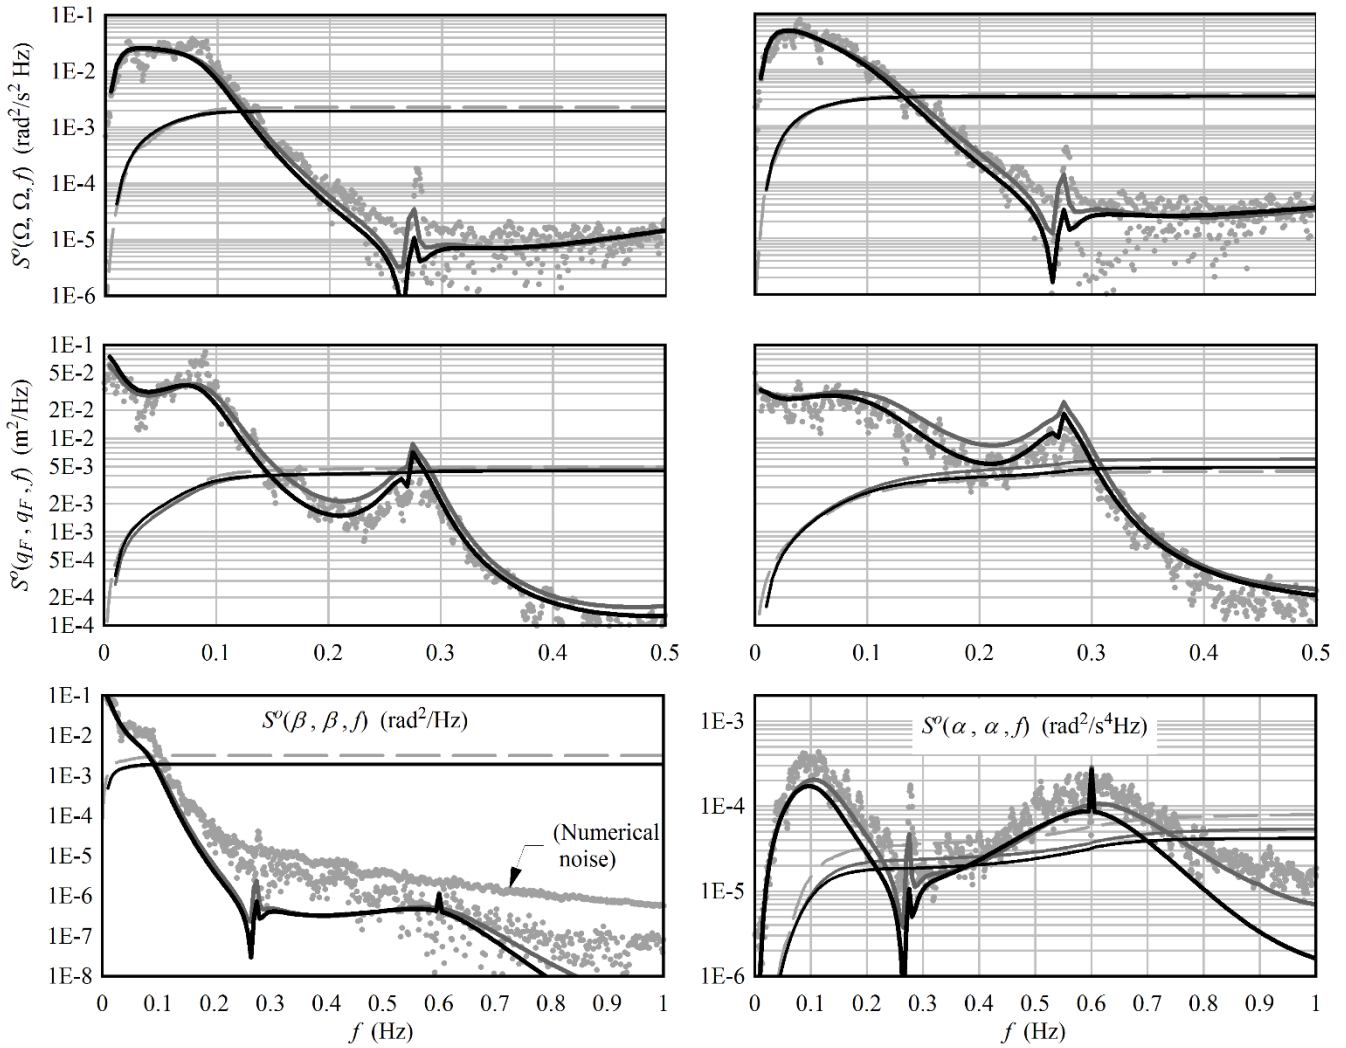 S°(Ω, Ω, f) (rad²/s² Hz)
1E-1
1E-2
1E-3
1E-4
1E-5
1E-6
S°(q_F , q_F , f) (m²/Hz)
1E-1
5E-2
2E-2
1E-2
5E-3
2E-3
1E-3
5E-4
2E-4
1E-4
0 0.1 0.2 0.3 0.4 0.5
0 0.1 0.2 0.3 0.4 0.5
1E-1
1E-2
1E-3
1E-4
1E-5
1E-6
1E-7
1E-8
S°(β , β , f) (rad²/Hz)
(Numerical
noise)
0 0.1 0.2 0.3 0.4 0.5 0.6 0.7 0.8 0.9 1
f (Hz)
1E-3
1E-4
1E-5
1E-6
S°(α , α , f) (rad²/s⁴Hz)
0 0.1 0.2 0.3 0.4 0.5 0.6 0.7 0.8 0.9 1
f (Hz)